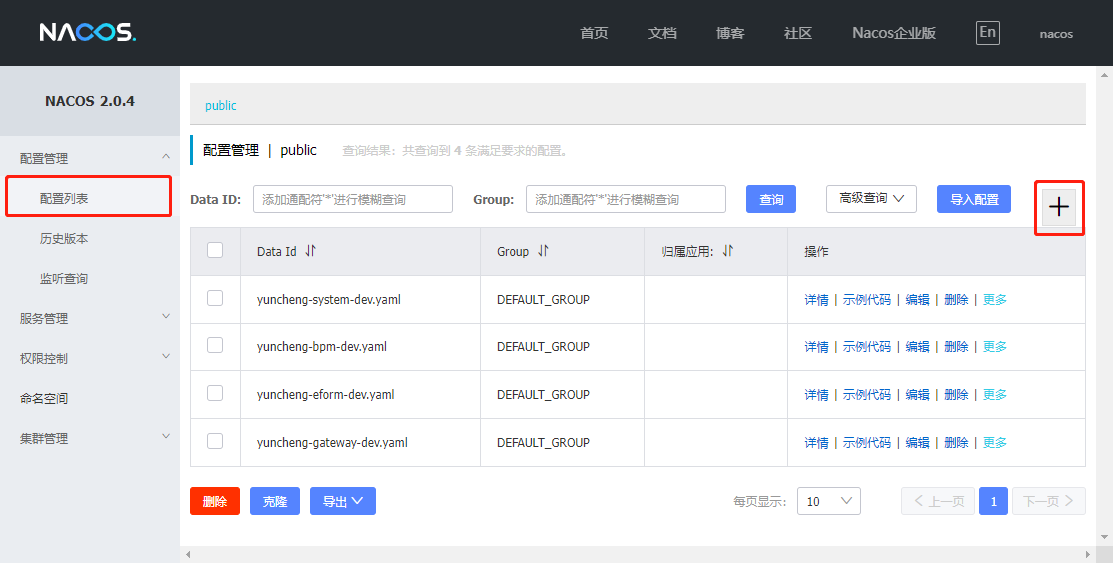 NACOS. 首页 文档 博客 社区 Nacos企业版 En nacos
NACOS 2.0.4
配置管理
配置列表
历史版本
监听查询
服务管理
权限控制
命名空间
集群管理
public
配置管理 | public 查询结果：共查询到 4 条满足要求的配置。
Data ID: 添加通配符'*'进行模糊查询 Group: 添加通配符'*'进行模糊查询 查询 高级查询 导入配置 +
Data Id Group 归属应用: 操作
yuncheng-system-dev.yaml DEFAULT_GROUP 详情 | 示例代码 | 编辑 | 删除 | 更多
yuncheng-bpm-dev.yaml DEFAULT_GROUP 详情 | 示例代码 | 编辑 | 删除 | 更多
yuncheng-eform-dev.yaml DEFAULT_GROUP 详情 | 示例代码 | 编辑 | 删除 | 更多
yuncheng-gateway-dev.yaml DEFAULT_GROUP 详情 | 示例代码 | 编辑 | 删除 | 更多
删除 克隆 导出 每页显示: 10 上一页 1 下一页